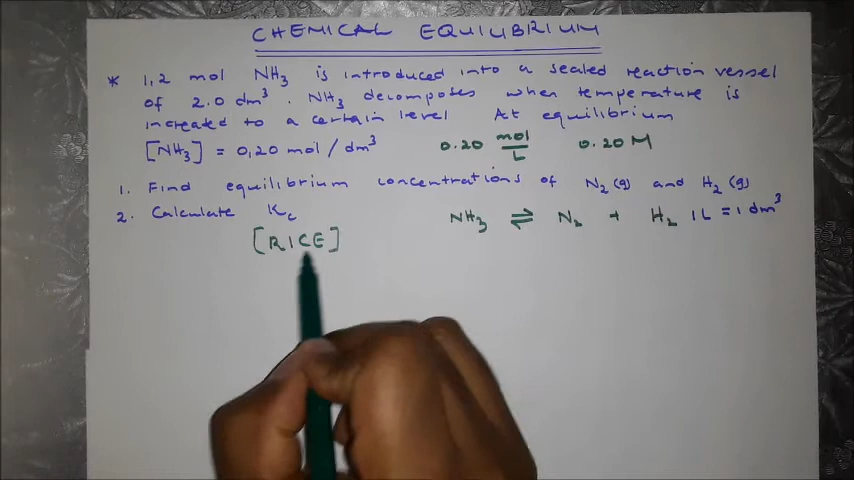 CHEMICAL EQUILIBRIUM
* 1,2 mol NH₃ is introduced into a sealed reaction vessel
of 2.0 dm³. NH₃ decomposes when temperature is
increated to a certain level At equilibrium
[NH₃] = 0,20 mol/dm³ 0.20 mol/L 0.20 M
1. Find equilibrium concentrations of N₂(g) and H₂(g)
2. Calculate Kc NH₃ ⇌ N₂ + H₂ 1L = 1 dm³
[RICE]